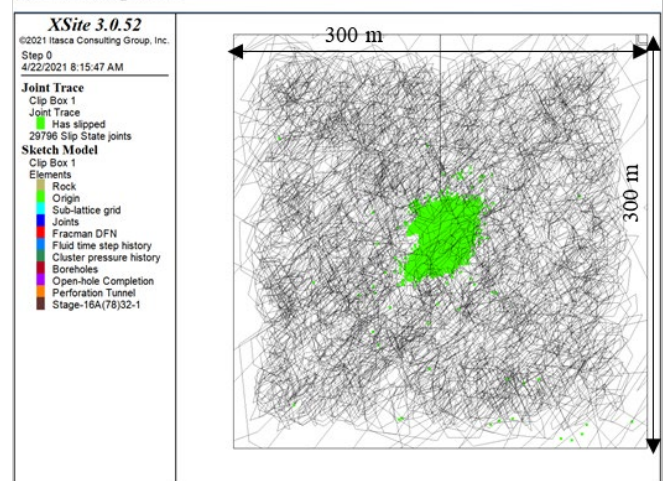 XSite 3.0.52
©2021 Itasca Consulting Group, Inc.
Step 0
4/22/2021 8:15:47 AM
Joint Trace
Clip Box 1
Joint Trace
Has slipped
29796 Slip State joints
Sketch Model
Clip Box 1
Elements
Rock
Origin
Sub-lattice grid
Joints
Fracman DFN
Fluid time step history
Cluster pressure history
Boreholes
Open-hole Completion
Perforation Tunnel
Stage-16A(78)32-1
300 m
300 m